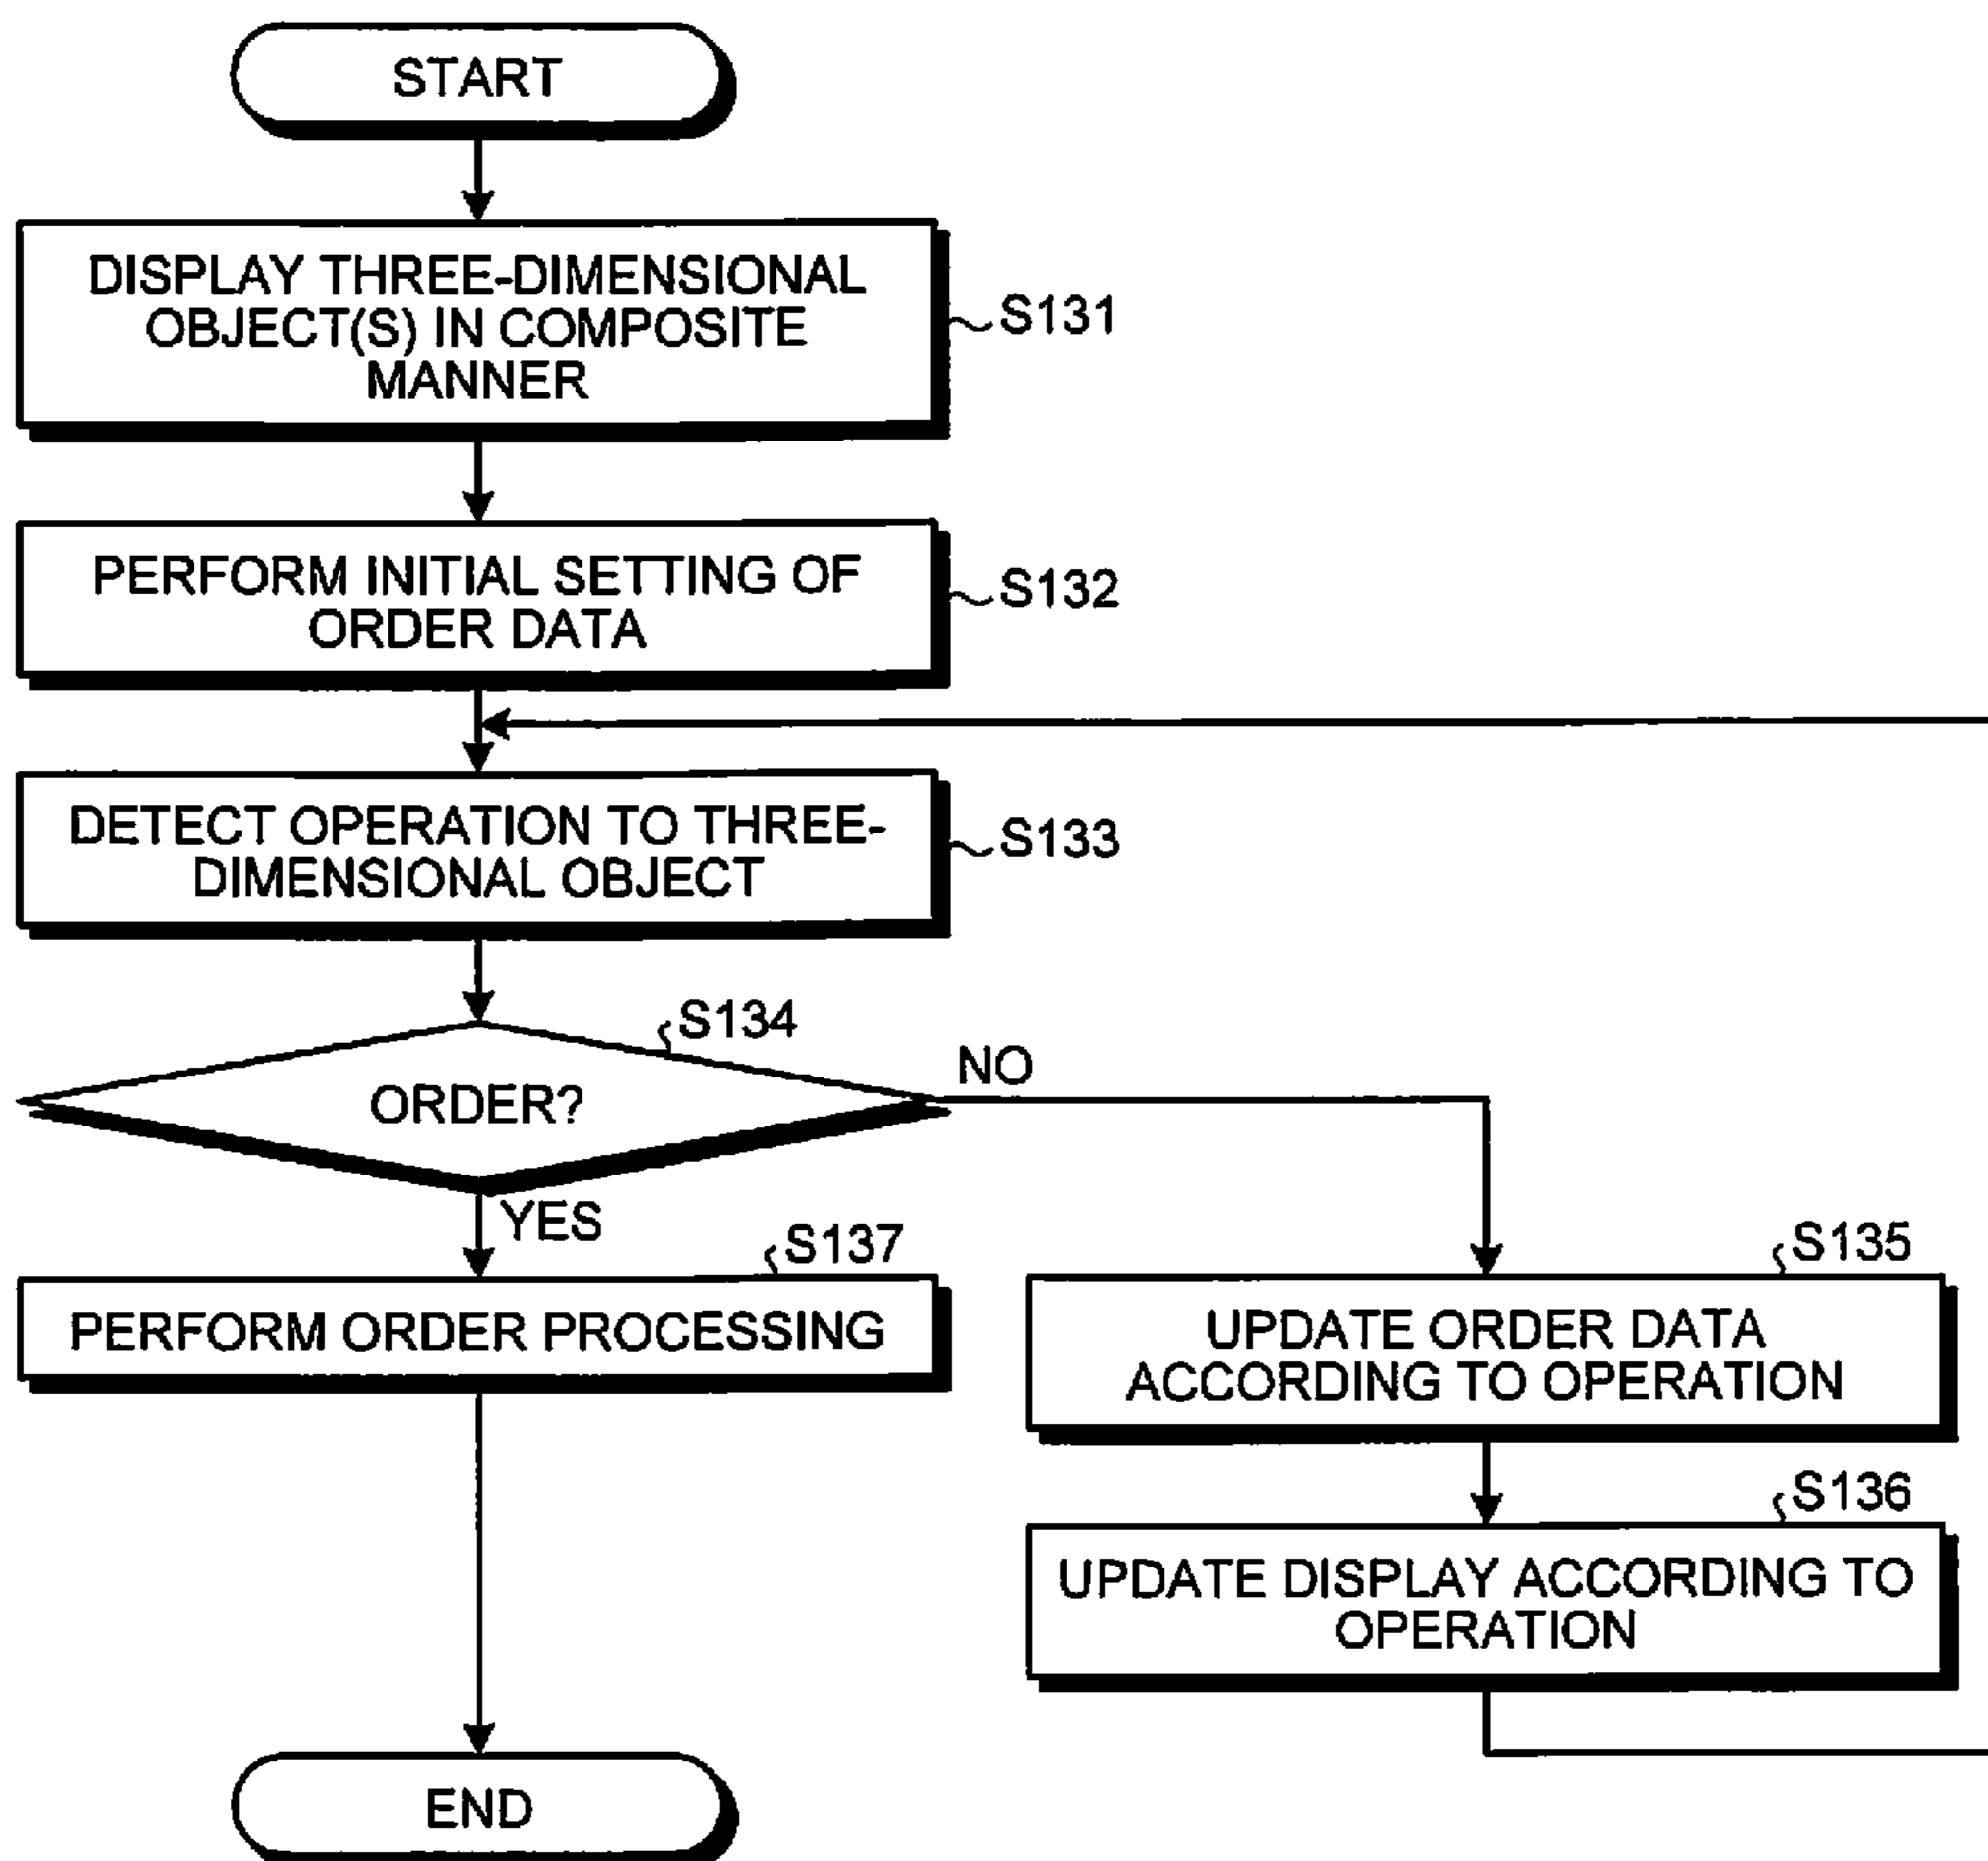 START
DISPLAY THREE-DIMENSIONAL
OBJECT(S) IN COMPOSITE
MANNER
S131
PERFORM INITIAL SETTING OF
ORDER DATA
S132
DETECT OPERATION TO THREE-
DIMENSIONAL OBJECT
S133
S134
ORDER?
NO
YES
S137
PERFORM ORDER PROCESSING
S135
UPDATE ORDER DATA
ACCORDING TO OPERATION
S136
UPDATE DISPLAY ACCORDING TO
OPERATION
END